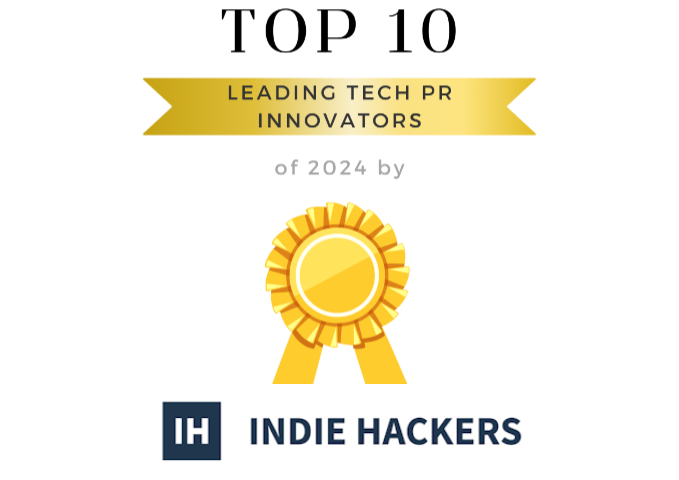 TOP 10
LEADING TECH PR
INNOVATORS
of 2024 by
IH INDIE HACKERS